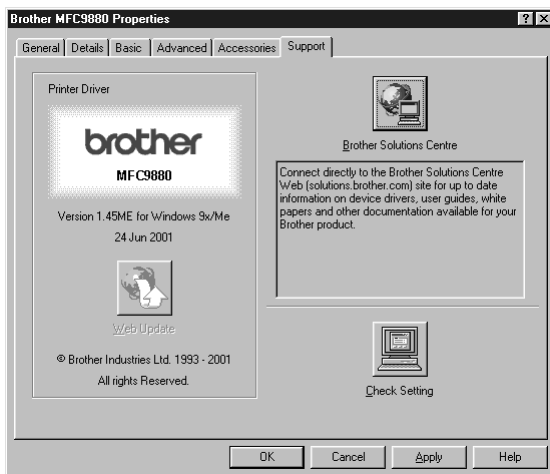 Brother MFC9880 Properties
General Details Basic Advanced Accessories Support
Printer Driver
brother
MFC9880
Version 1.45ME for Windows 9x/Me
24 Jun 2001
Web Update
© Brother Industries Ltd. 1993 - 2001
All rights Reserved.
Brother Solutions Centre
Connect directly to the Brother Solutions Centre
Web (solutions.brother.com) site for up to date
information on device drivers, user guides, white
papers and other documentation available for your
Brother product.
Check Setting
OK Cancel Apply Help